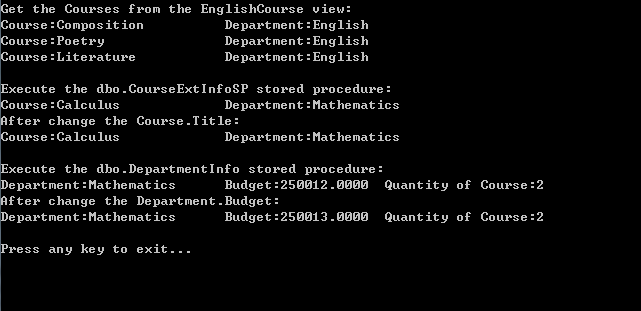 Get the Courses from the EnglishCourse view:
Course:Composition          Department:English
Course:Poetry               Department:English
Course:Literature           Department:English

Execute the dbo.CourseExtInfoSP stored procedure:
Course:Calculus             Department:Mathematics
After change the Course.Title:
Course:Calculus             Department:Mathematics

Execute the dbo.DepartmentInfo stored procedure:
Department:Mathematics      Budget:250012.0000  Quantity of Course:2
After change the Department.Budget:
Department:Mathematics      Budget:250013.0000  Quantity of Course:2

Press any key to exit...